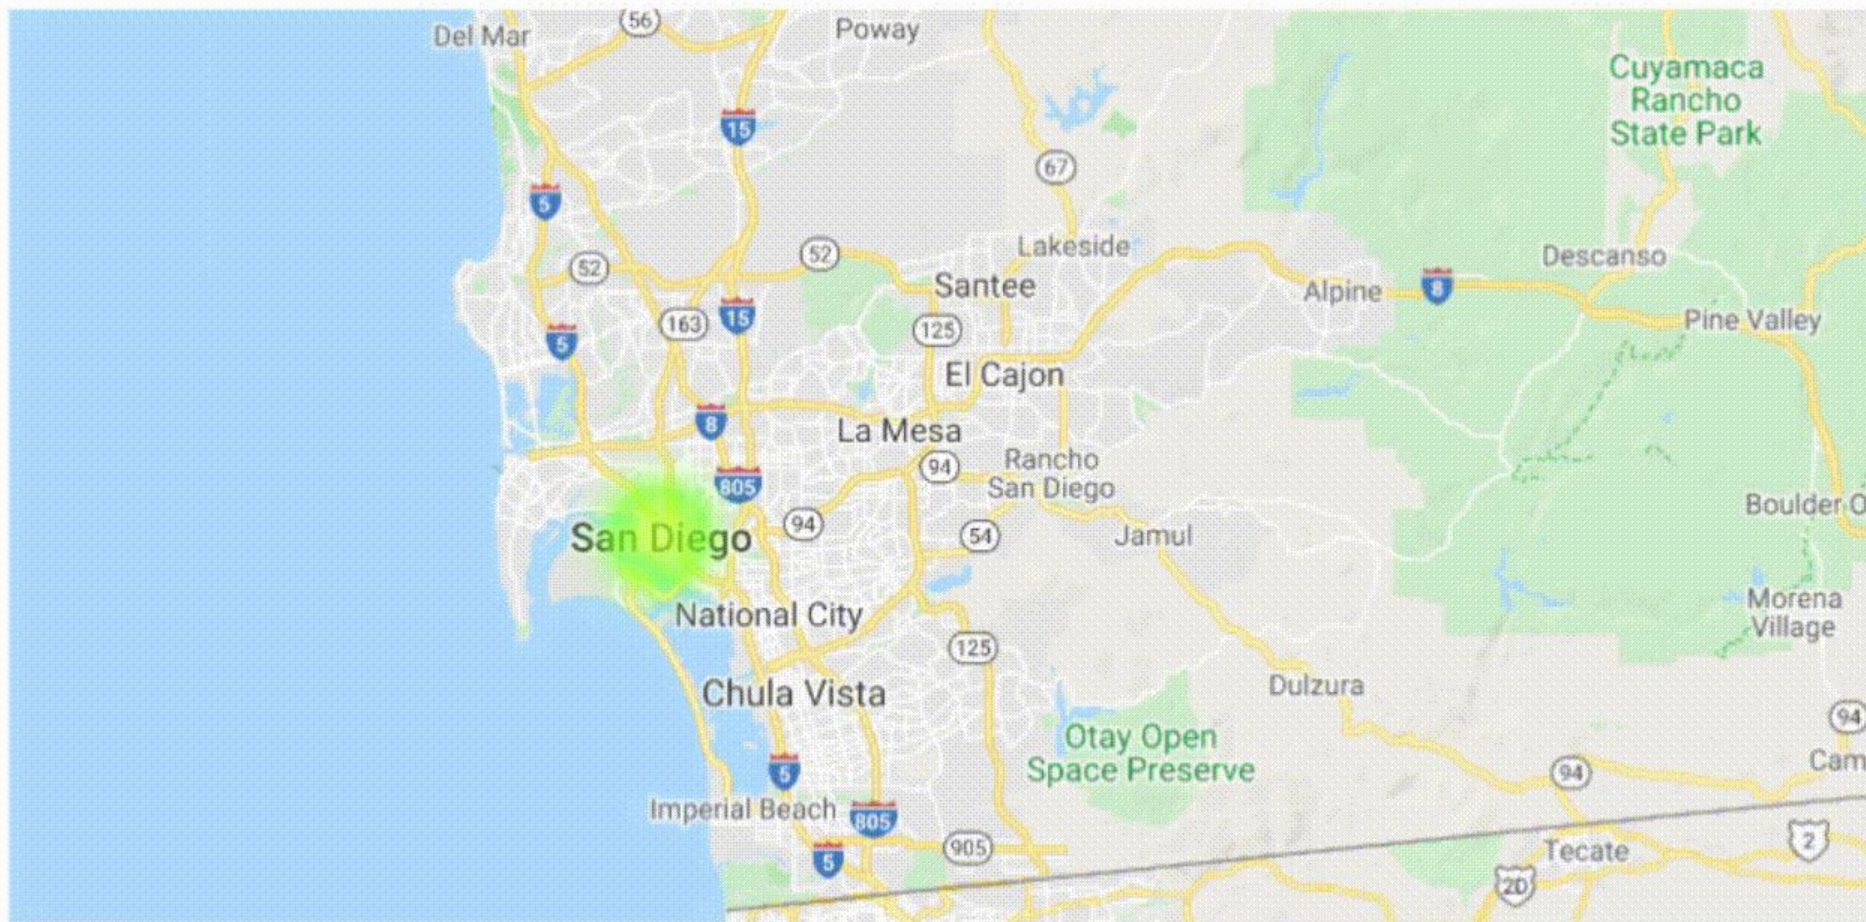 56
Del Mar
Poway
Cuyamaca
Rancho
State Park
15
67
5
Lakeside
52
52
Descanso
Santee
Alpine
8
163
15
125
Pine Valley
5
El Cajon
8
La Mesa
94
Rancho
San Diego
805
Boulder O
94
San Diego
54
Jamul
National City
Morena
Village
125
Chula Vista
Dulzura
94
Otay Open
Space Preserve
5
94
Cam
Imperial Beach
805
905
5
Tecate
2
2D